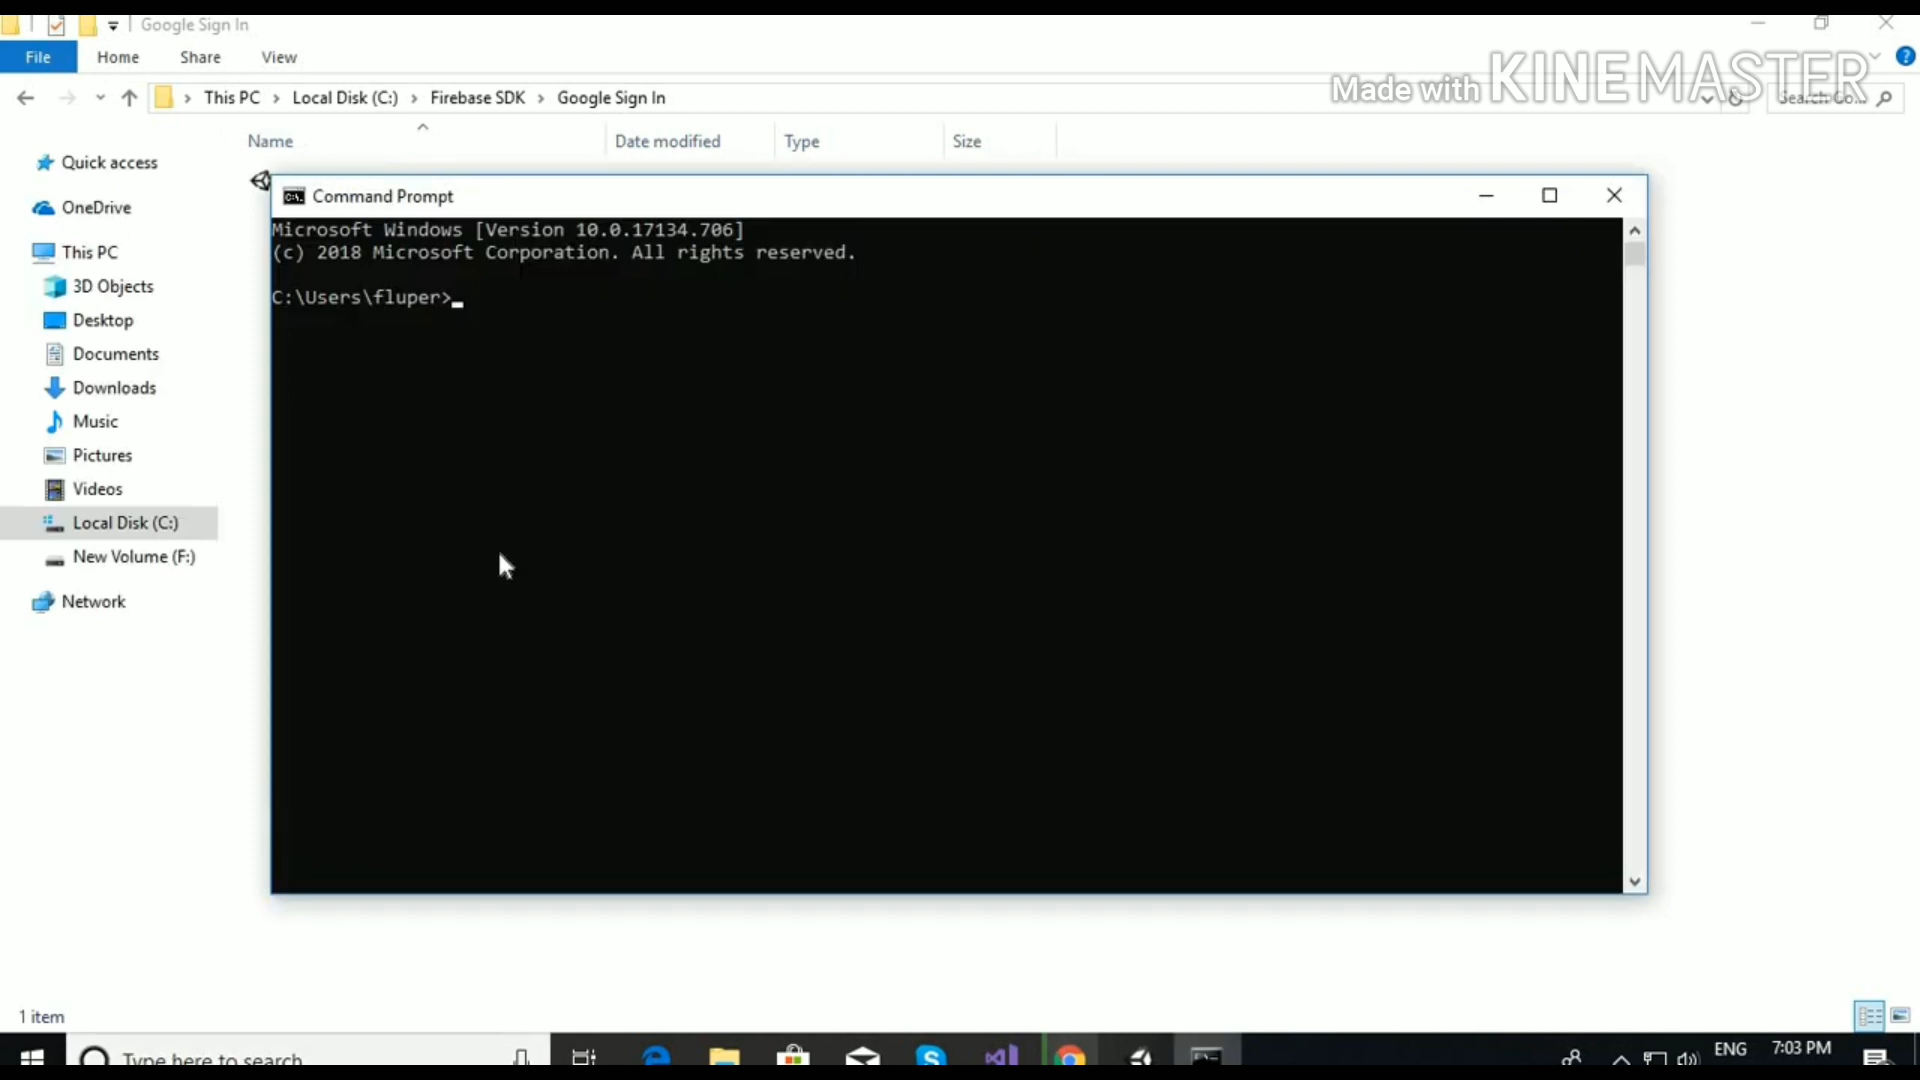 Google Sign In
File Home Share View
Made with KINEMASTER
This PC Local Disk (C:) Firebase SDK Google Sign In
Name Date modified Type Size
Quick access
OneDrive
This PC
3D Objects
Desktop
Documents
Downloads
Music
Pictures
Videos
Local Disk (C:)
New Volume (F:)
Network
Command Prompt
Microsoft Windows [Version 10.0.17134.706]
(c) 2018 Microsoft Corporation. All rights reserved.
C:\Users\fluper>
1 item
Type here to search
ENG 7:03 PM